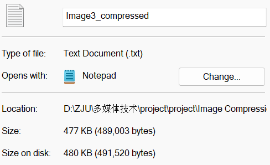 Image3_compressed
Type of file: Text Document (.txt)
Opens with: Notepad Change...
Location: D:\ZJU\多媒体技术\project\project\Image Compressi
Size: 477 KB (489,003 bytes)
Size on disk: 480 KB (491,520 bytes)